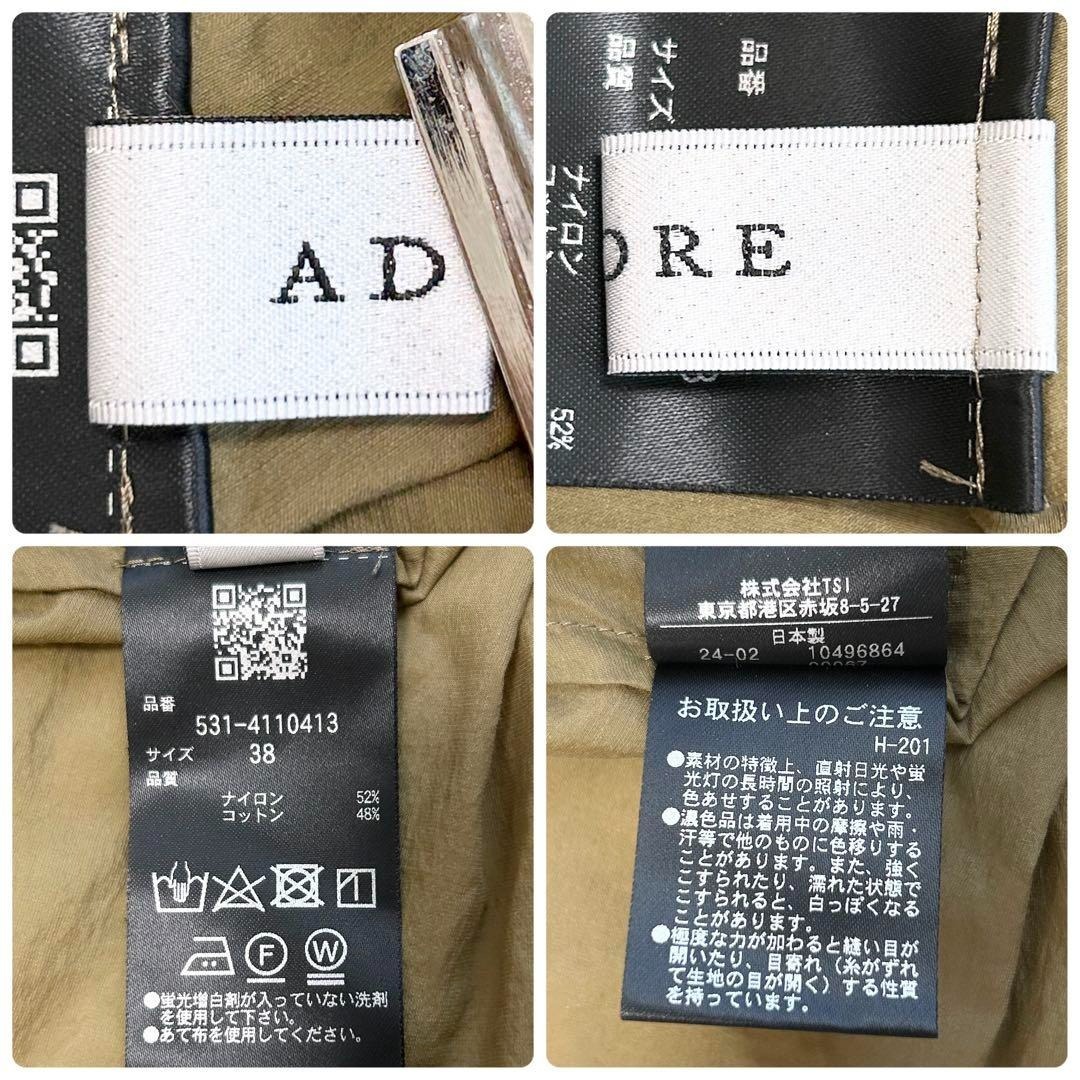 AD
ORE
品番
サイズ
品質
ナイロン
52%
品番
531-4110413
サイズ 38
品質
ナイロン 52%
コットン 48%
F W
●蛍光増白剤が入っていない洗剤
を使用して下さい。
●あて布を使用してください。
株式会社TSI
東京都港区赤坂8-5-27
日本製
24-02 10496864
お取扱い上のご注意
H-201
●素材の特徴上、直射日光や蛍
光灯の長時間の照射により、
色あせすることがあります。
●濃色品は着用中の摩擦や雨・
汗等で他のものに色移りする
ことがあります。また、強く
こすられたり、濡れた状態で
こすられると、白っぽくなる
ことがあります。
●極度な力が加わると縫い目が
開いたり、目寄れ（糸がずれ
て生地の目が開く）する性質
を持っています。